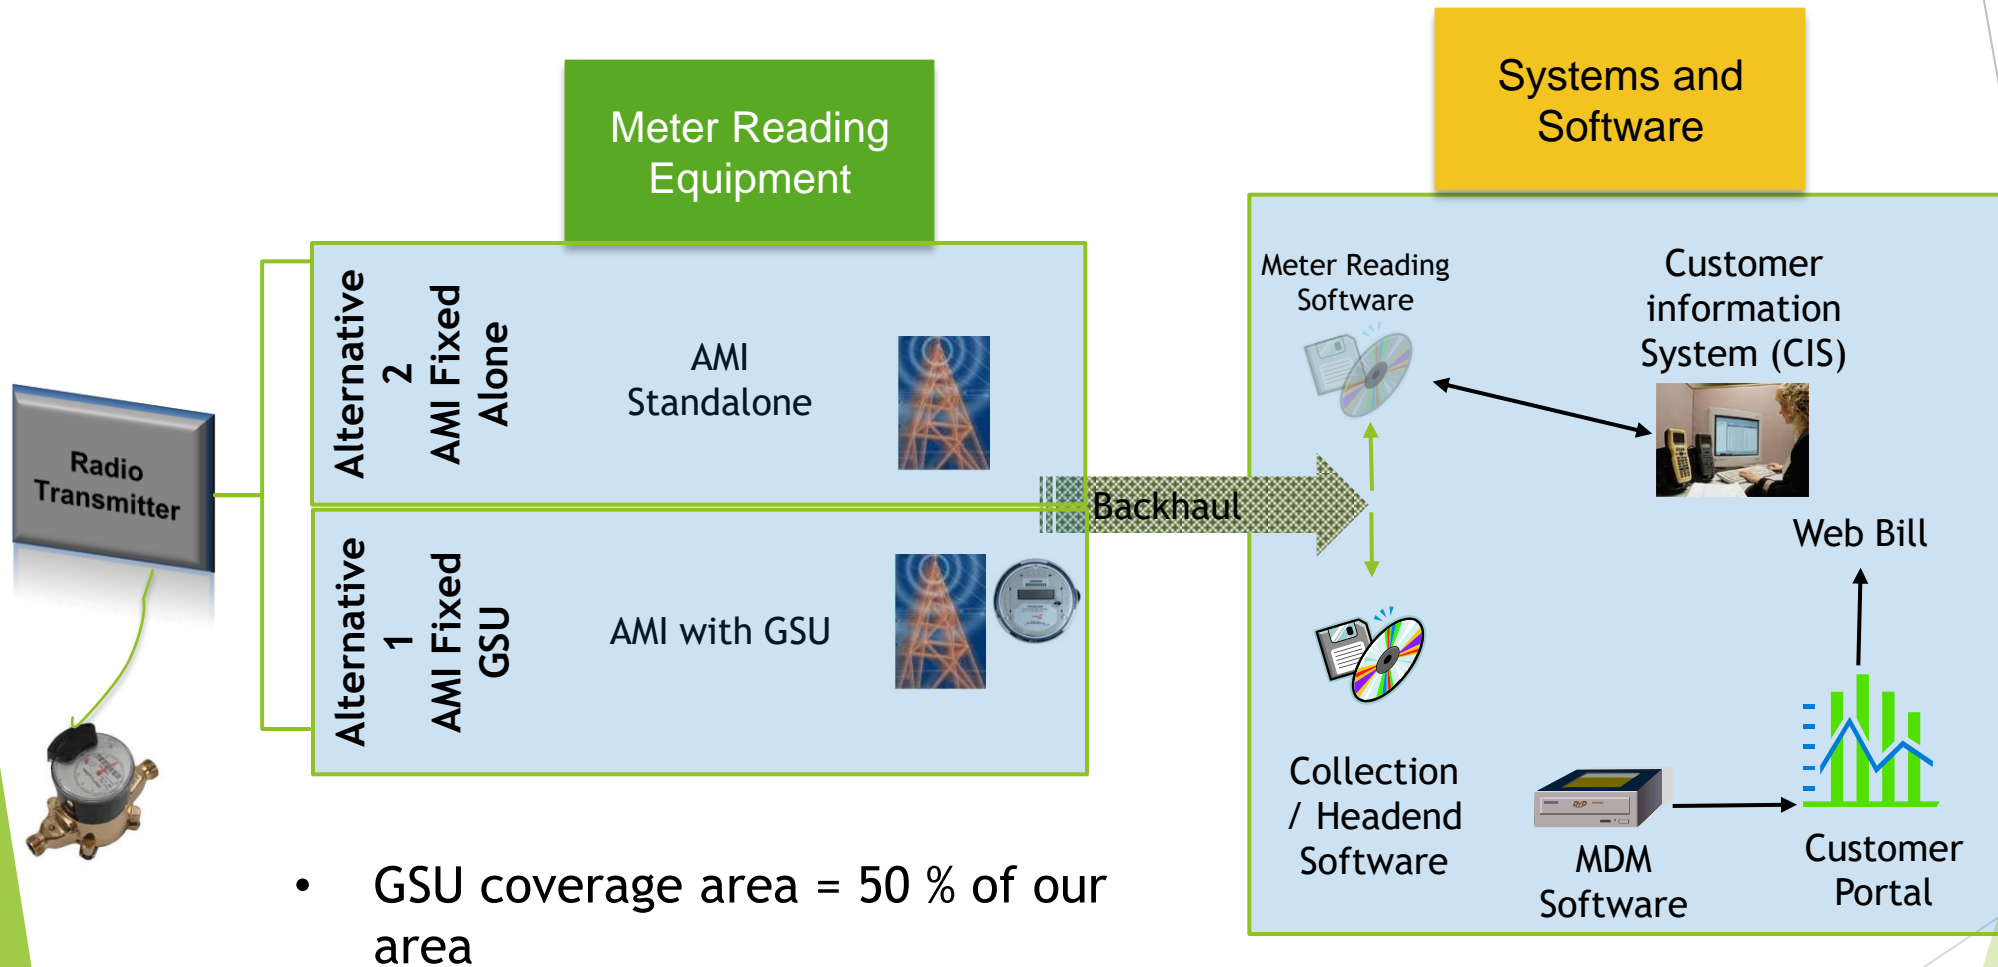 Meter Reading
Equipment
Systems and
Software
Radio
Transmitter
Alternative
2
AMI Fixed
Alone
AMI
Standalone
Alternative
1
AMI Fixed
GSU
AMI with GSU
Backhaul
Meter Reading
Software
Customer
information
System (CIS)
Web Bill
Collection
/ Headend
Software
MDM
Software
Customer
Portal
• GSU coverage area = 50 % of our
area